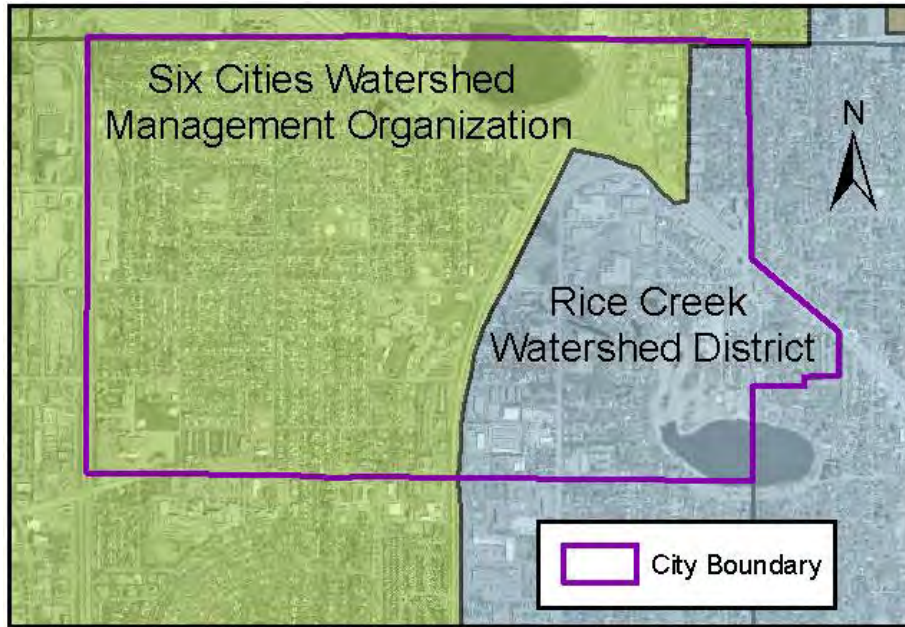 Six Cities Watershed
Management Organization
N
Rice Creek
Watershed District
City Boundary